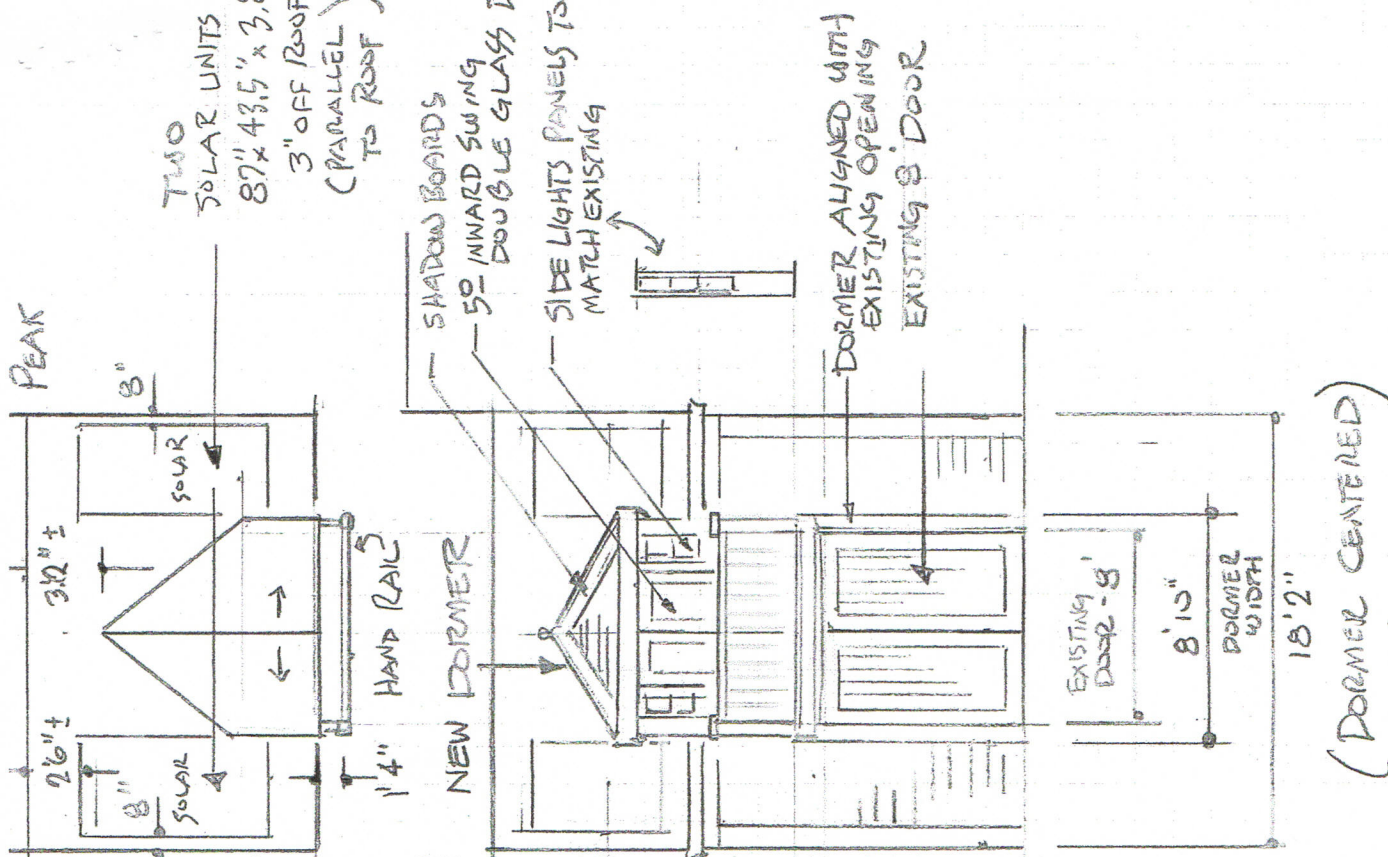 PEAK
2'6"±
3'12"±
8"
8"
SOLAR
SOLAR
HAND RAIL
1'4"
TWO
SOLAR UNITS
87" x 43.5" x 3.
3" OFF ROOF
(PARALLEL
TO ROOF)
NEW DORMER
SHADOW BOARDS
5⁰ INWARD SWING
DOUBLE GLASS D
SIDE LIGHTS PANELS TO
MATCH EXISTING
DORMER ALIGNED WITH
EXISTING OPENING
EXISTING 8' DOOR
EXISTING
DOOR - 8'
8'10"
DORMER
WIDTH
18'2"
(DORMER CENTERED)